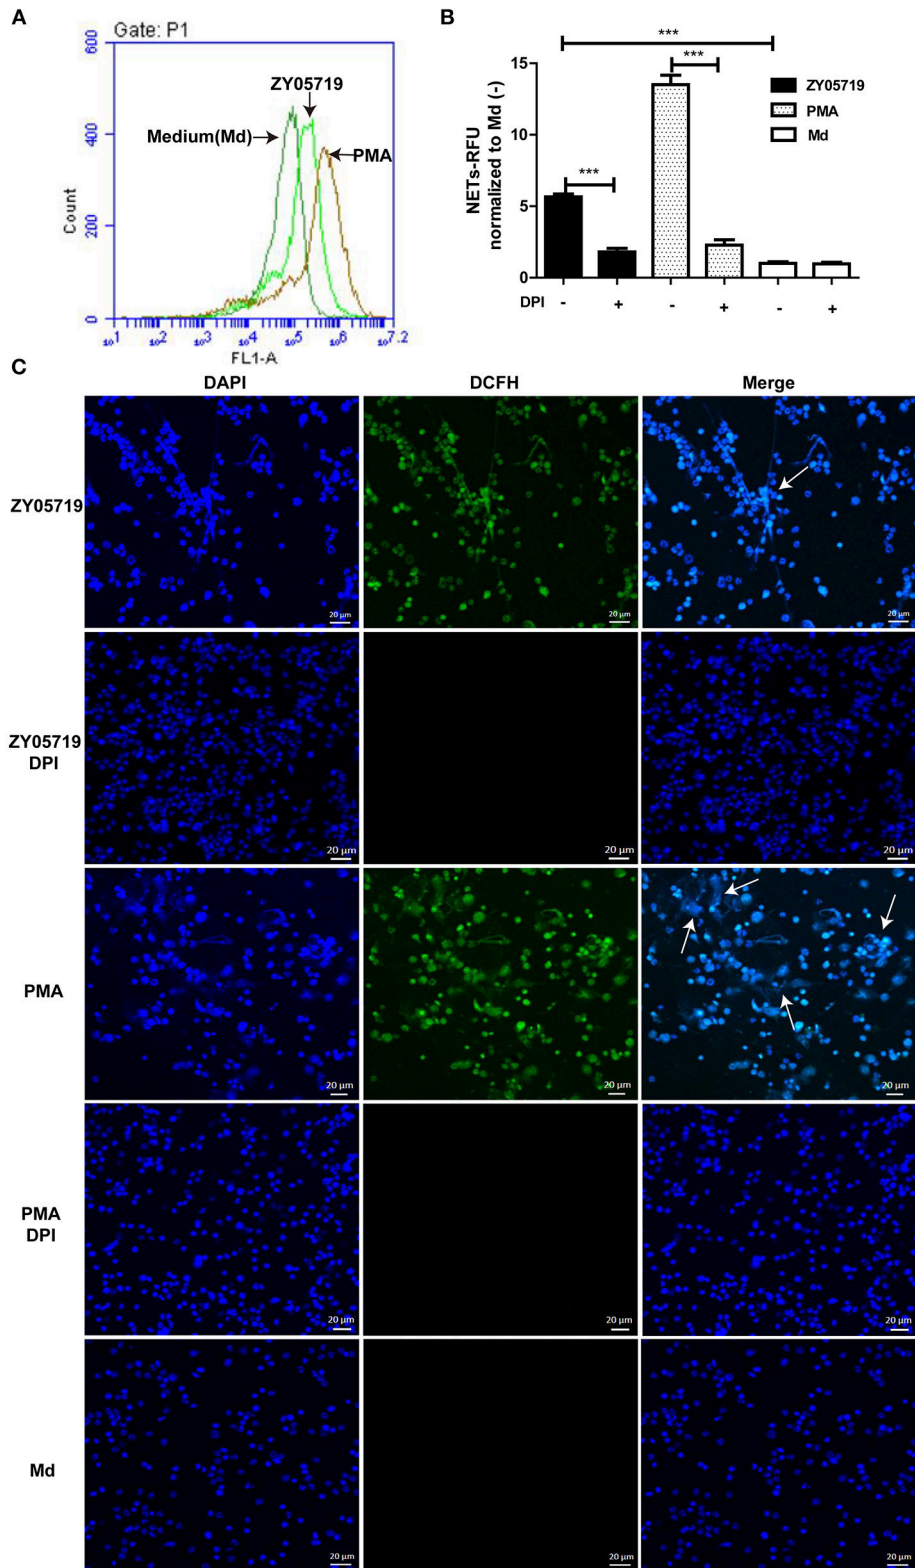 A
Gate: P1
600
400
200
0
Count
ZY05719
Medium(Md)
PMA
10^1
10^2
10^3
10^4
10^5
10^6
10^7.2
FL1-A
B
***
***
***
15
10
5
0
NETs-RFU
normalized to Md (-)
ZY05719
PMA
Md
DPI - + - + - +
C
DAPI DCFH Merge
ZY05719
20 µm 20 µm 20 µm
ZY05719
DPI
20 µm 20 µm 20 µm
PMA
20 µm 20 µm 20 µm
PMA
DPI
20 µm 20 µm 20 µm
Md
20 µm 20 µm 20 µm